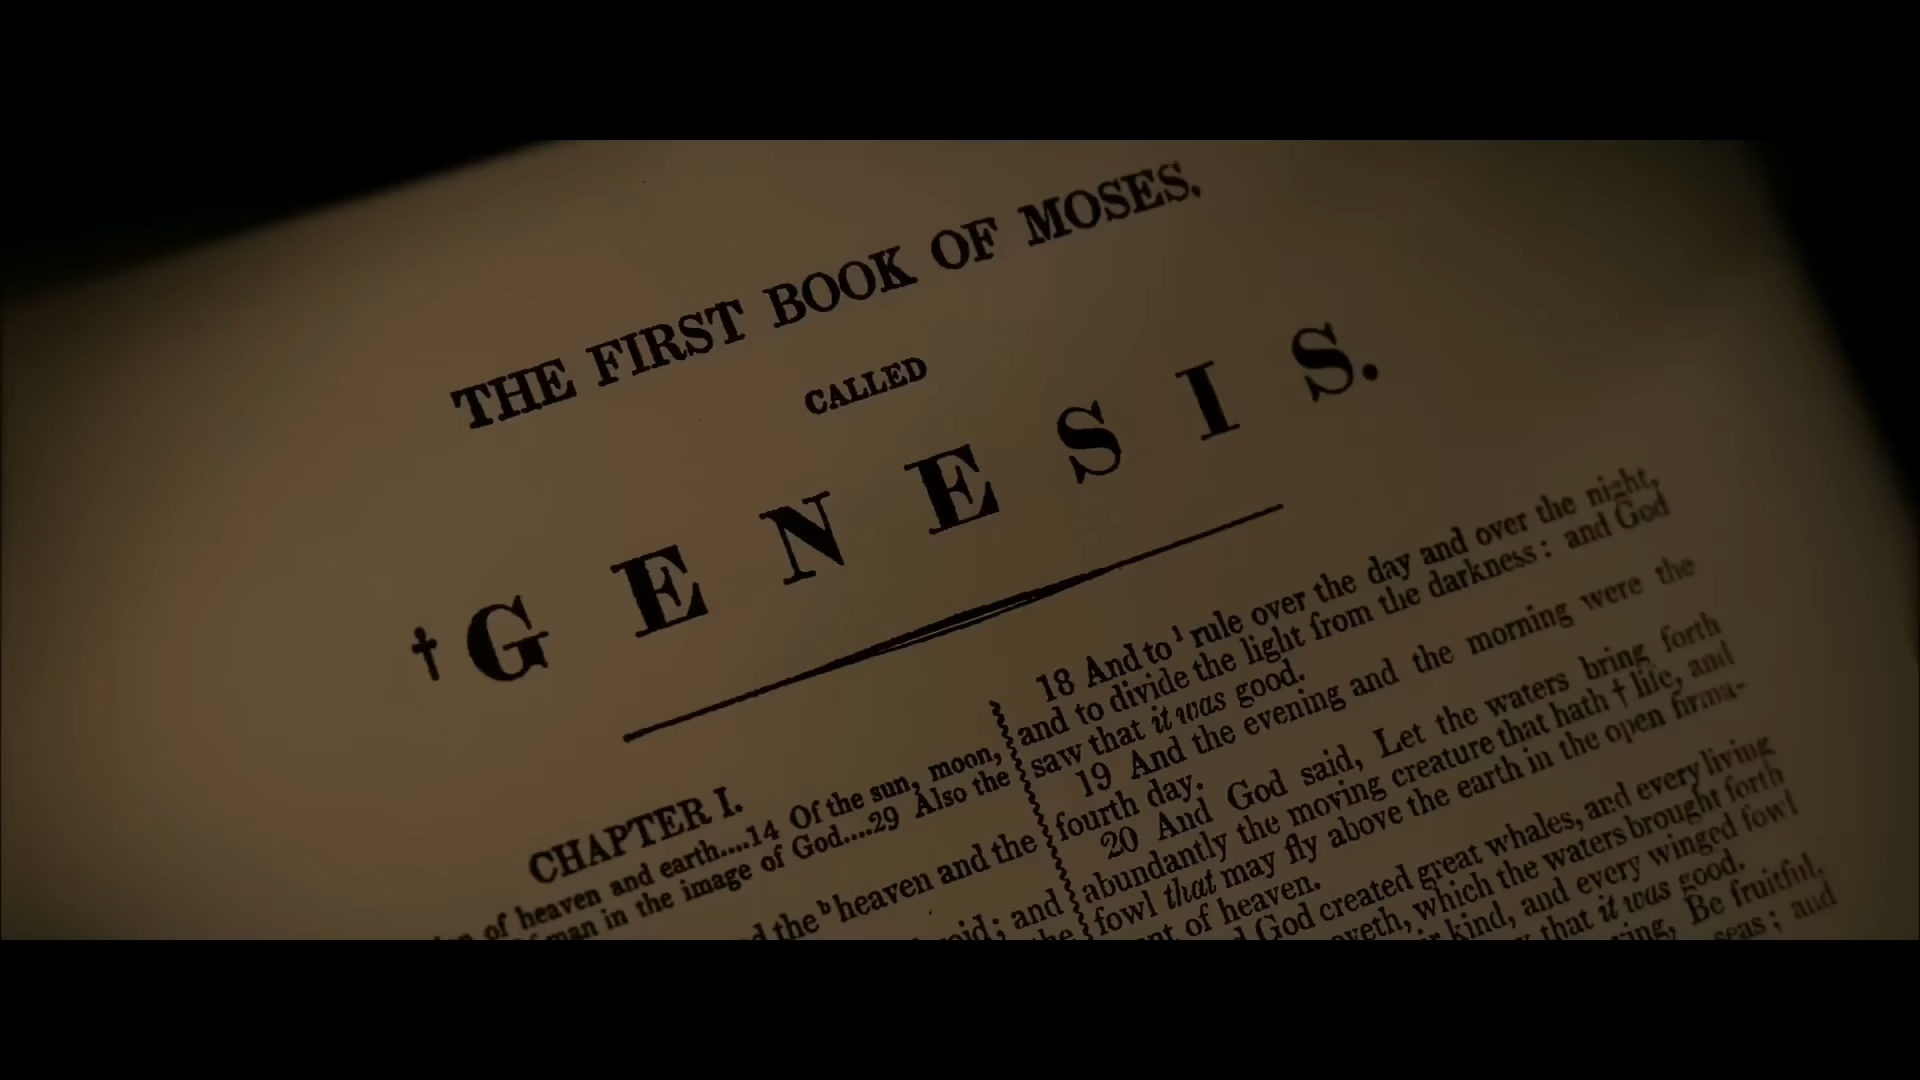 THE FIRST BOOK OF MOSES,
CALLED
†GENESIS.
CHAPTER I.
of heaven and earth....14 Of the sun, moon,
man in the image of God....29 Also the
the ᵇheaven and the
and
18 And to ¹rule over the day and over the night,
and to divide the light from the darkness: and God
saw that it was good.
19 And the evening and the morning were the
fourth day.
20 And God said, Let the waters bring forth
abundantly the moving creature that hath † life, and
fowl that may fly above the earth in the open firma-
of heaven.
God created great whales, and every living
which the waters brought forth
kind, and every winged fowl
that it was good.
Be fruitful,
seas; and